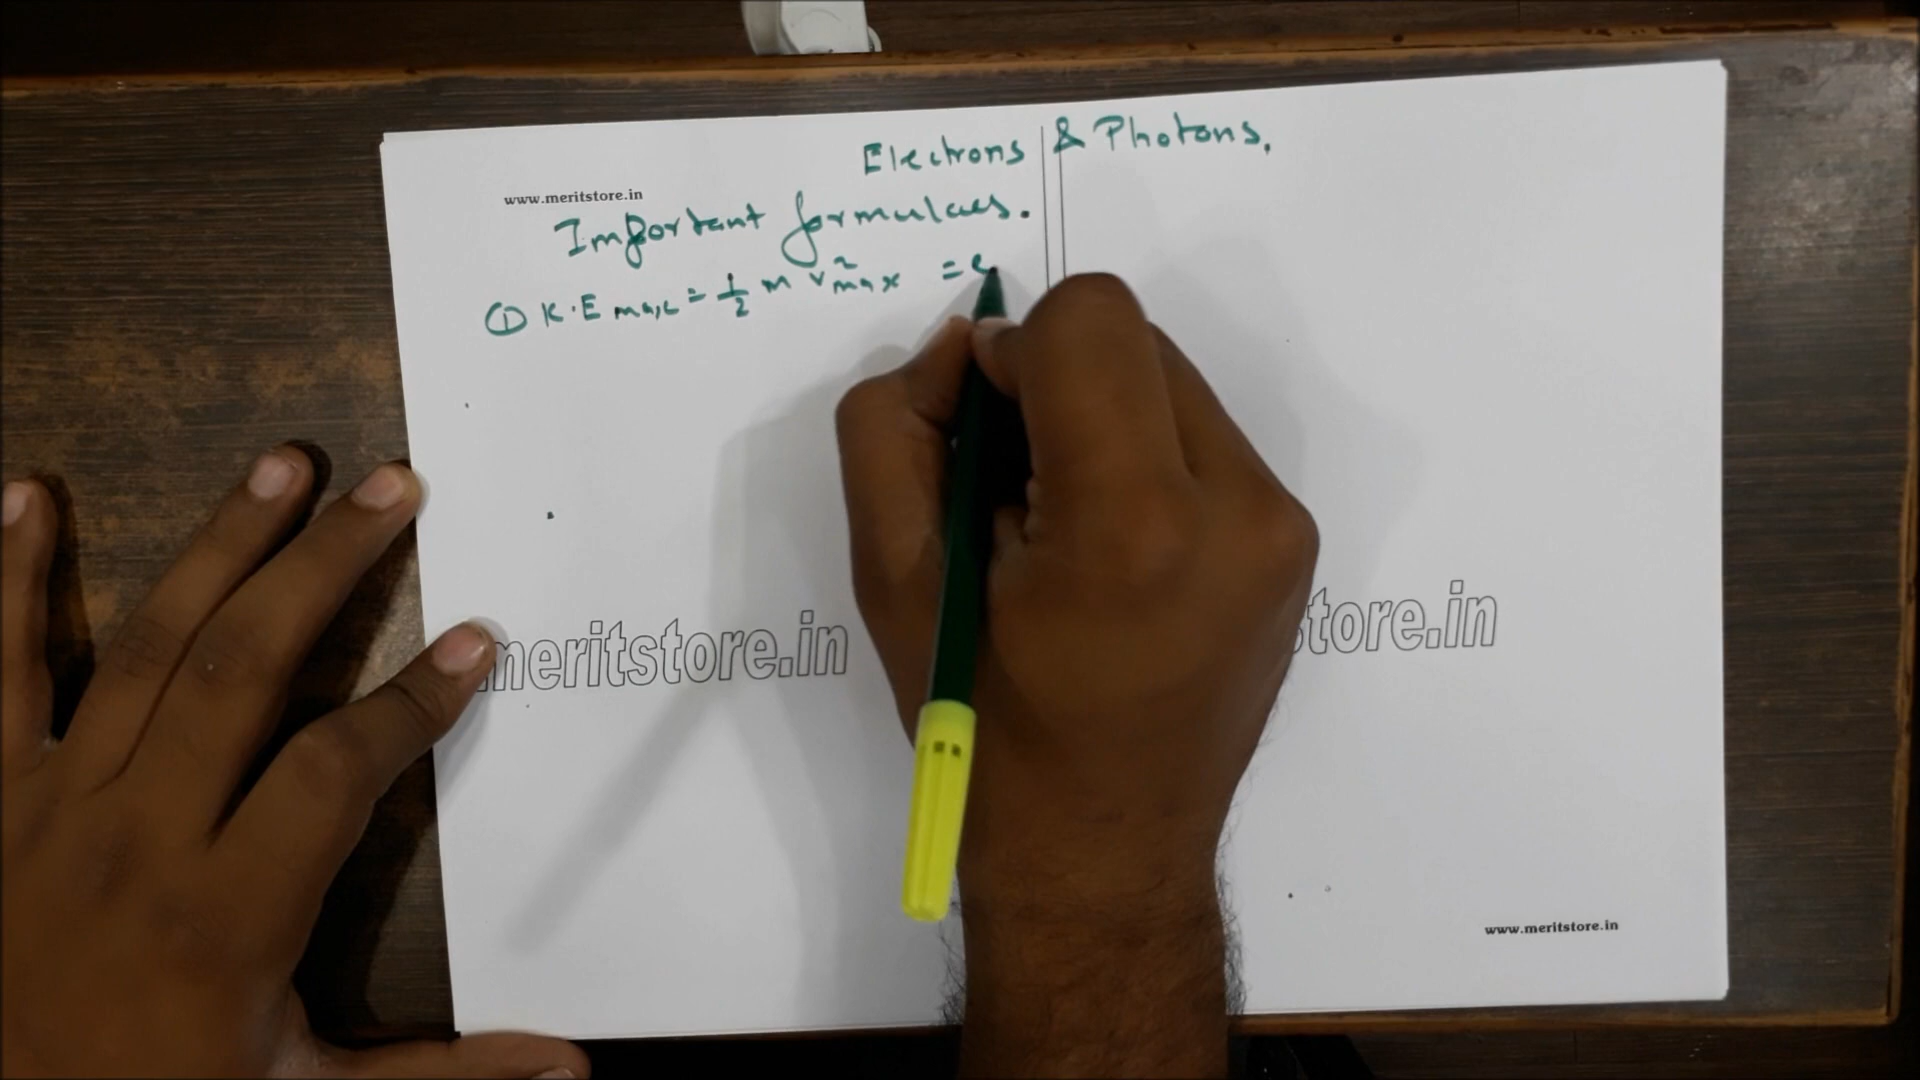 Electrons & Photons.
www.meritstore.in
Important formulaes.
① K.E max = 1/2 m v²max = e
meritstore.in
store.in
www.meritstore.in